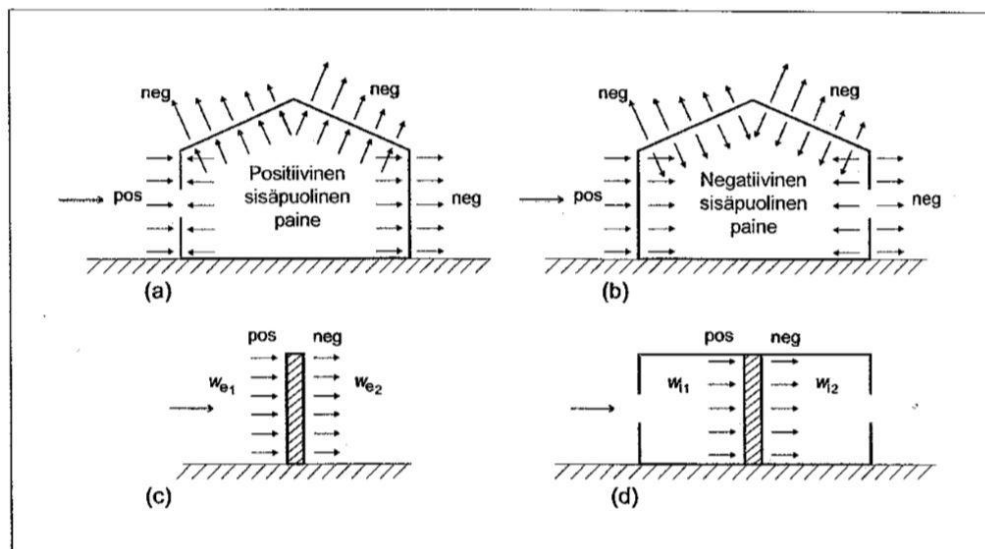 neg
neg
pos
Positiivinen
sisäpuolinen
paine
neg
(a)
neg
neg
pos
Negatiivinen
sisäpuolinen
paine
neg
(b)
pos
neg
we1
we2
(c)
pos
neg
wi1
wi2
(d)